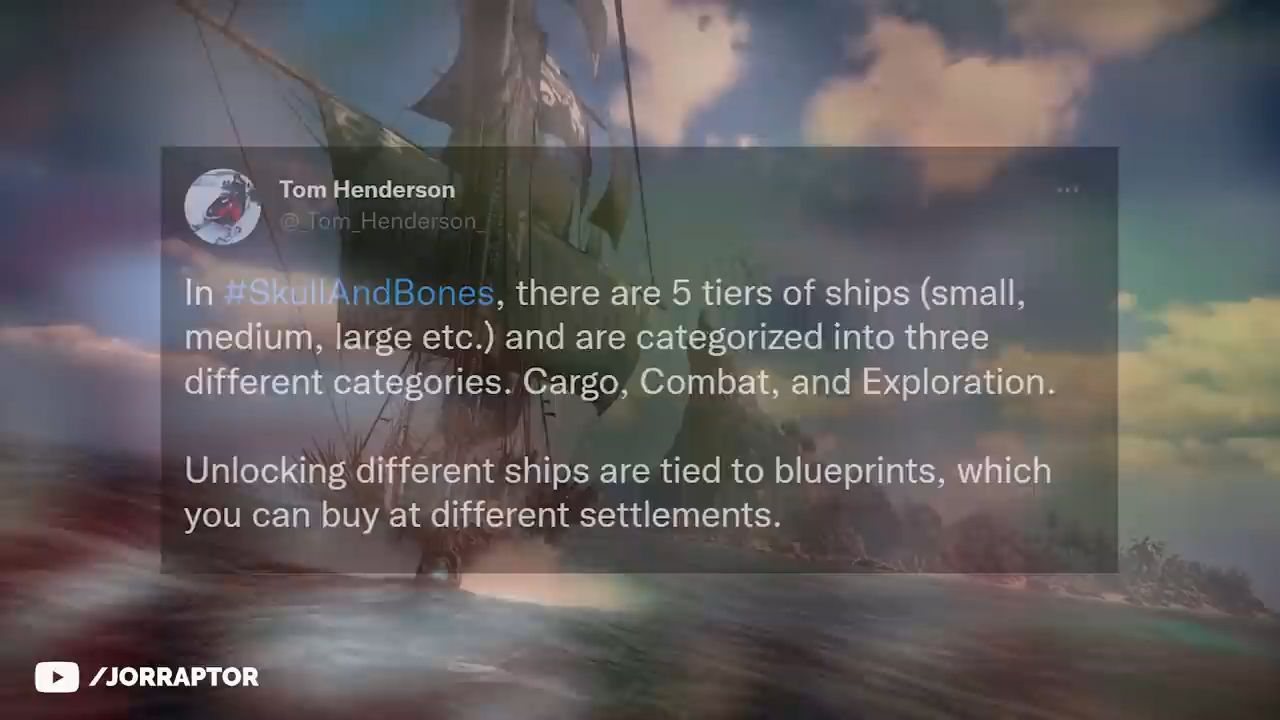 Tom Henderson
@_Tom_Henderson_
In #SkullAndBones, there are 5 tiers of ships (small,
medium, large etc.) and are categorized into three
different categories. Cargo, Combat, and Exploration.
Unlocking different ships are tied to blueprints, which
you can buy at different settlements.
/JORRAPTOR